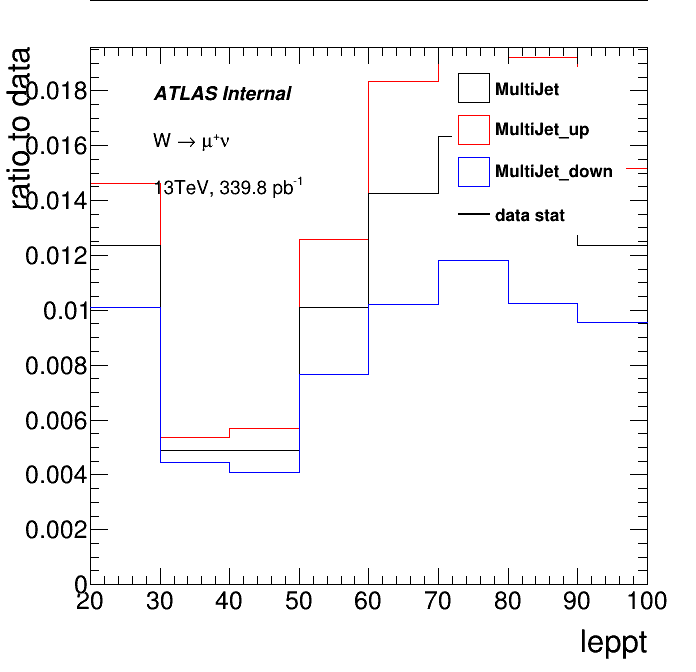 ratio to data
0.018
0.016
0.014
0.012
0.01
0.008
0.006
0.004
0.002
0
ATLAS Internal
W → μ⁺ν
13TeV, 339.8 pb⁻¹
MultiJet
MultiJet_up
MultiJet_down
data stat
20 30 40 50 60 70 80 90 100
leppt